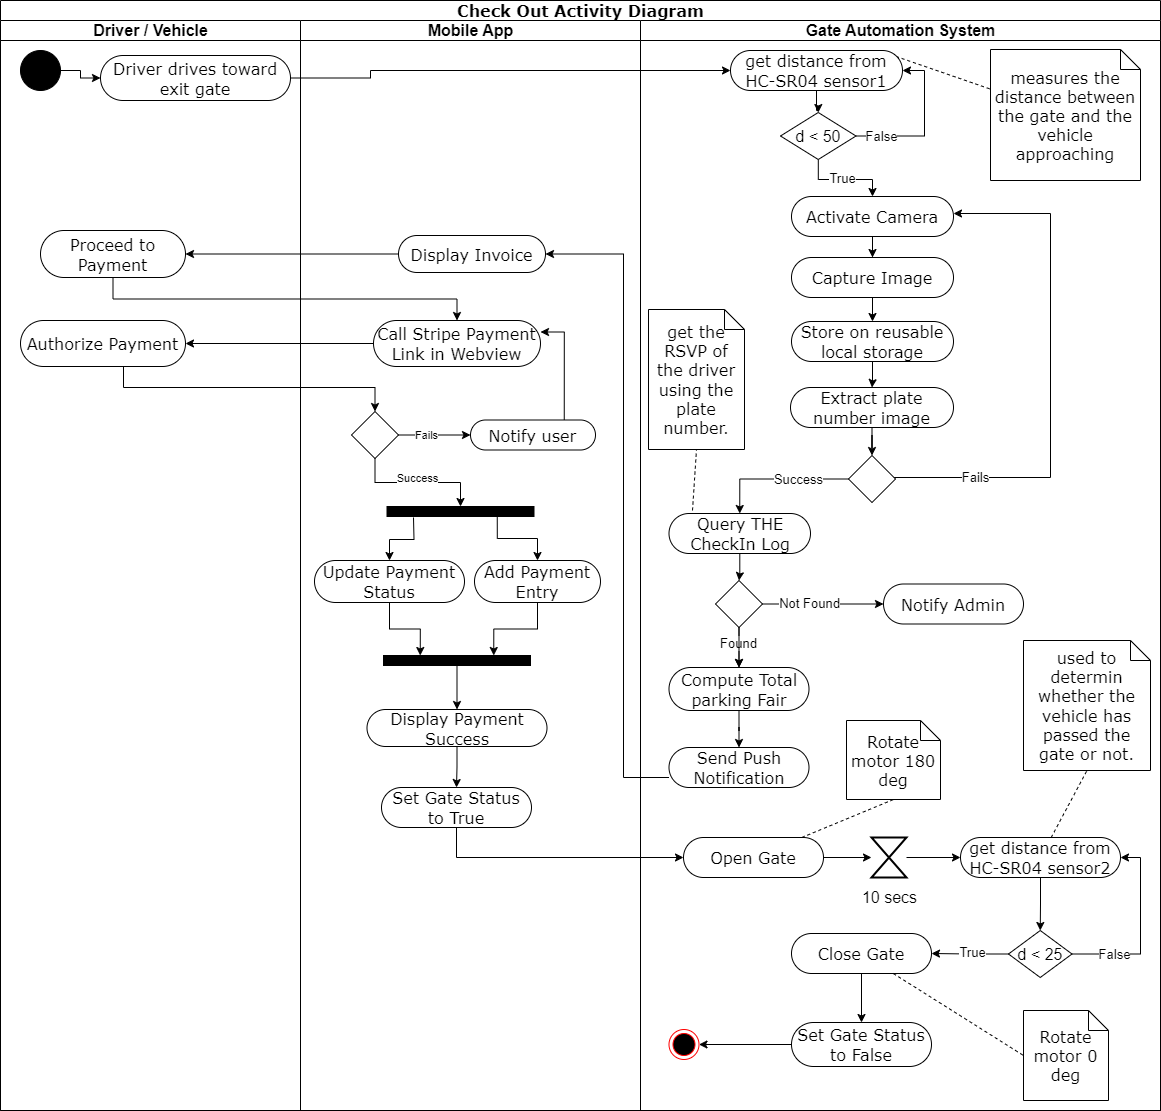 Check Out Activity Diagram
Driver / Vehicle
Mobile App
Gate Automation System
Driver drives toward
exit gate
get distance from
HC-SR04 sensor1
measures the
distance between
the gate and the
vehicle
approaching
d < 50
False
True
Activate Camera
Proceed to
Payment
Display Invoice
Capture Image
Authorize Payment
Call Stripe Payment
Link in Webview
get the
RSVP of
the driver
using the
plate
number.
Store on reusable
local storage
Extract plate
number image
Fails
Notify user
Success
Success
Fails
Query THE
CheckIn Log
Update Payment
Status
Add Payment
Entry
Not Found
Notify Admin
Found
Compute Total
parking Fair
used to
determin
whether the
vehicle has
passed the
gate or not.
Display Payment
Success
Send Push
Notification
Rotate
motor 180
deg
Set Gate Status
to True
Open Gate
10 secs
get distance from
HC-SR04 sensor2
Close Gate
True
d < 25
False
Set Gate Status
to False
Rotate
motor 0
deg